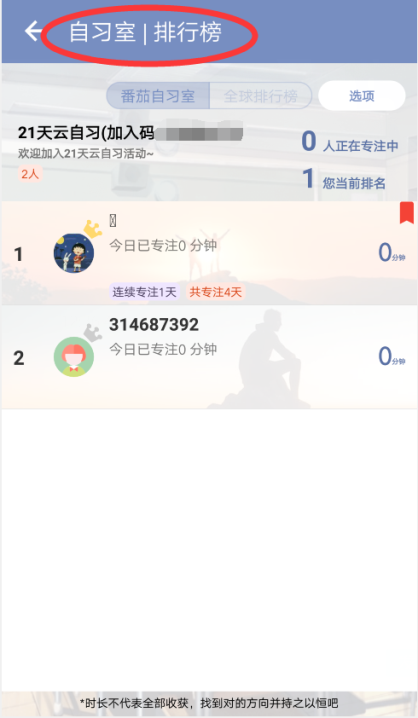 自习室 | 排行榜
番茄自习室 全球排行榜 选项
21天云自习(加入码
欢迎加入21天云自习活动~
2人
0 人正在专注中
1 您当前排名
1
今日已专注0 分钟
0分钟
连续专注1天 共专注4天
314687392
2
今日已专注0 分钟
0分钟
*时长不代表全部收获，找到对的方向并持之以恒吧